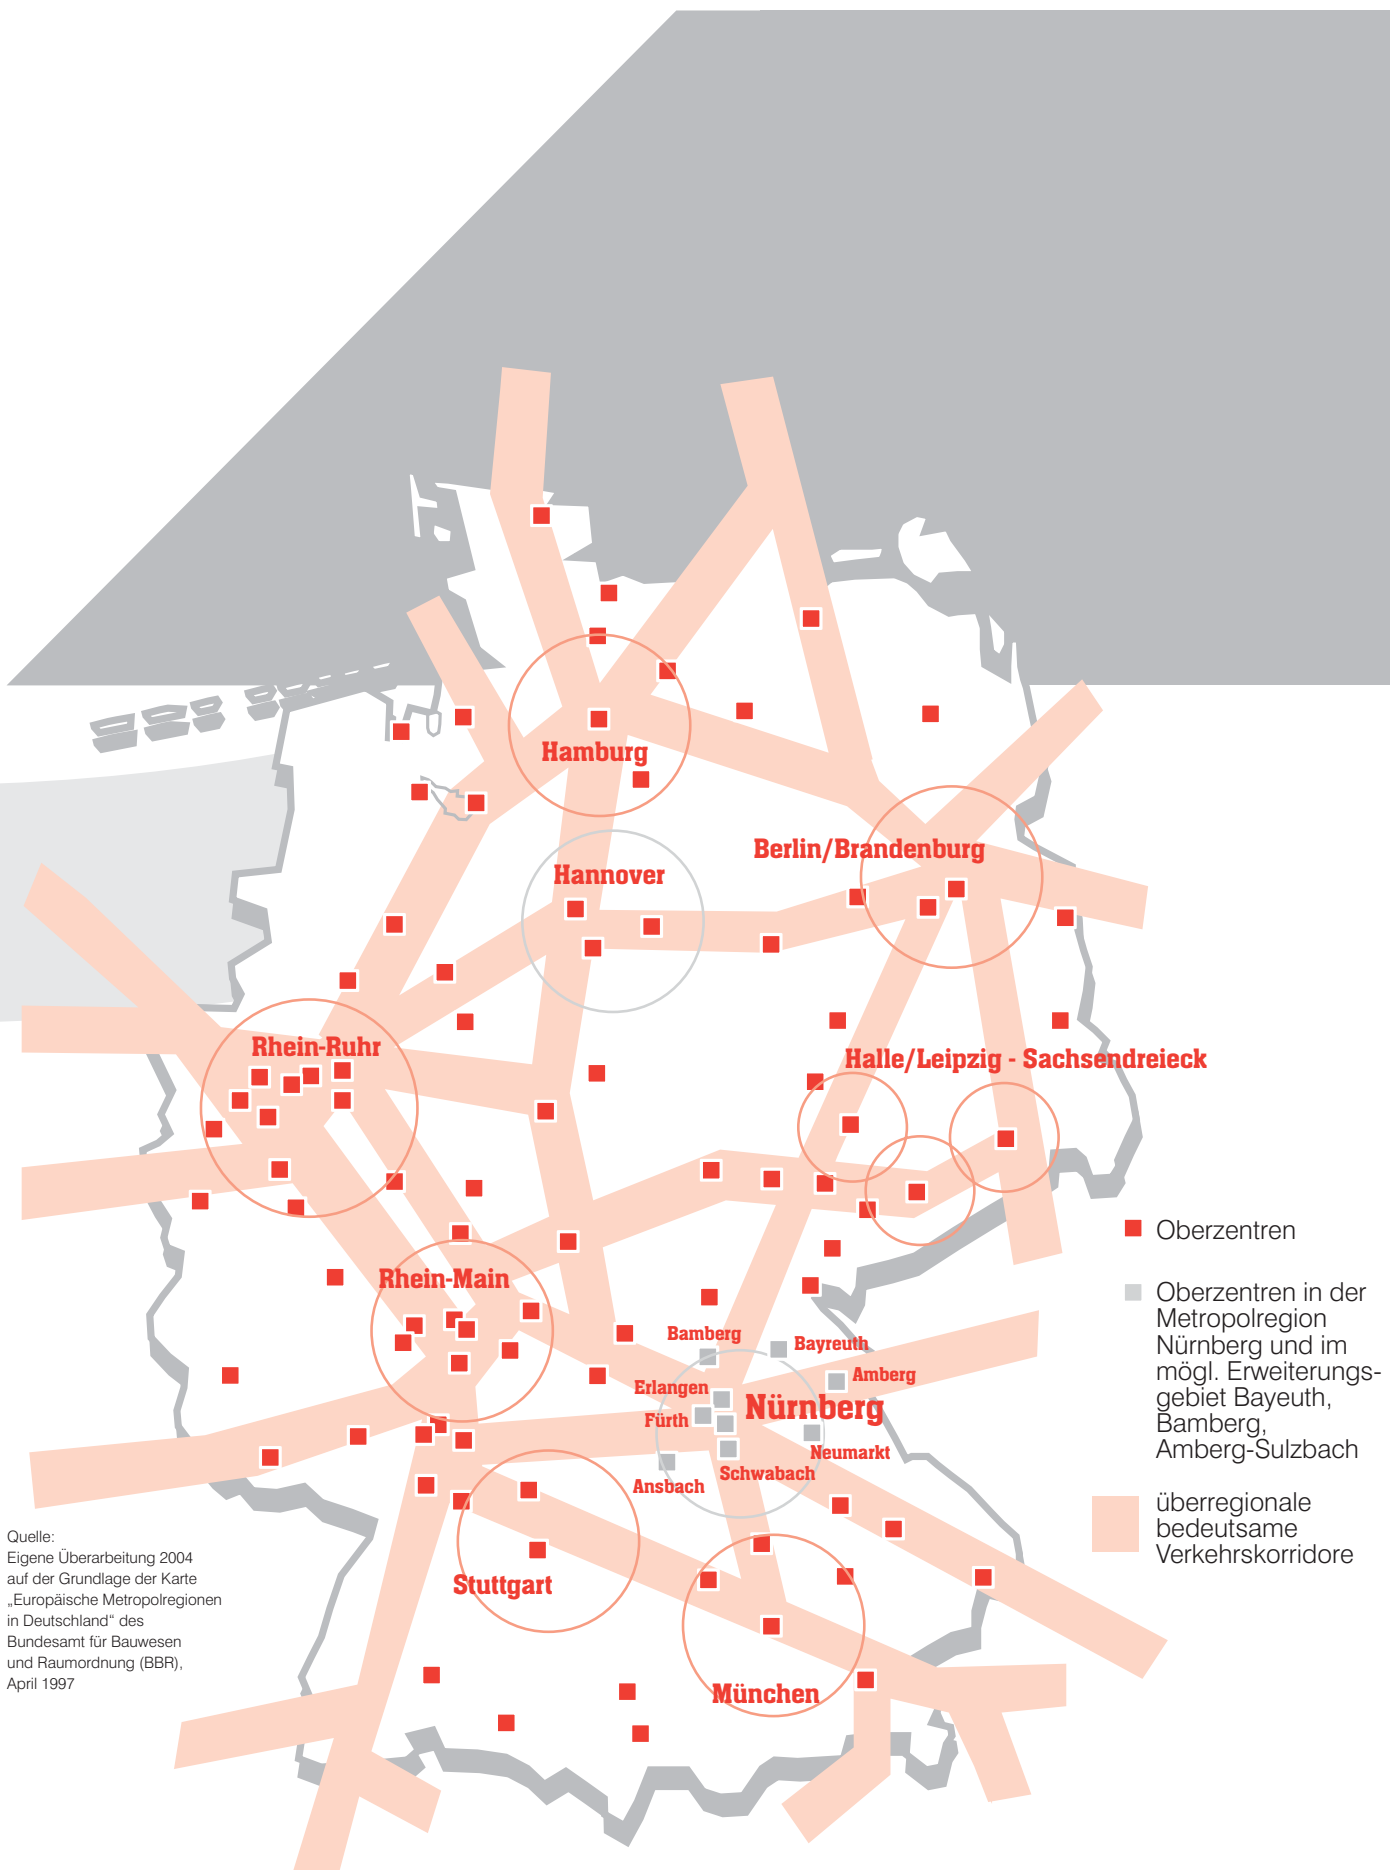 Hamburg
Hannover
Berlin/Brandenburg
Rhein-Ruhr
Halle/Leipzig - Sachsendreieck
Rhein-Main
Bamberg
Bayreuth
Amberg
Erlangen
Nürnberg
Fürth
Neumarkt
Schwabach
Ansbach
Stuttgart
München
Oberzentren
Oberzentren in der
Metropolregion
Nürnberg und im
mögl. Erweiterungs-
gebiet Bayeuth,
Bamberg,
Amberg-Sulzbach
überregionale
bedeutsame
Verkehrskorridore
Quelle:
Eigene Überarbeitung 2004
auf der Grundlage der Karte
„Europäische Metropolregionen
in Deutschland“ des
Bundesamt für Bauwesen
und Raumordnung (BBR),
April 1997